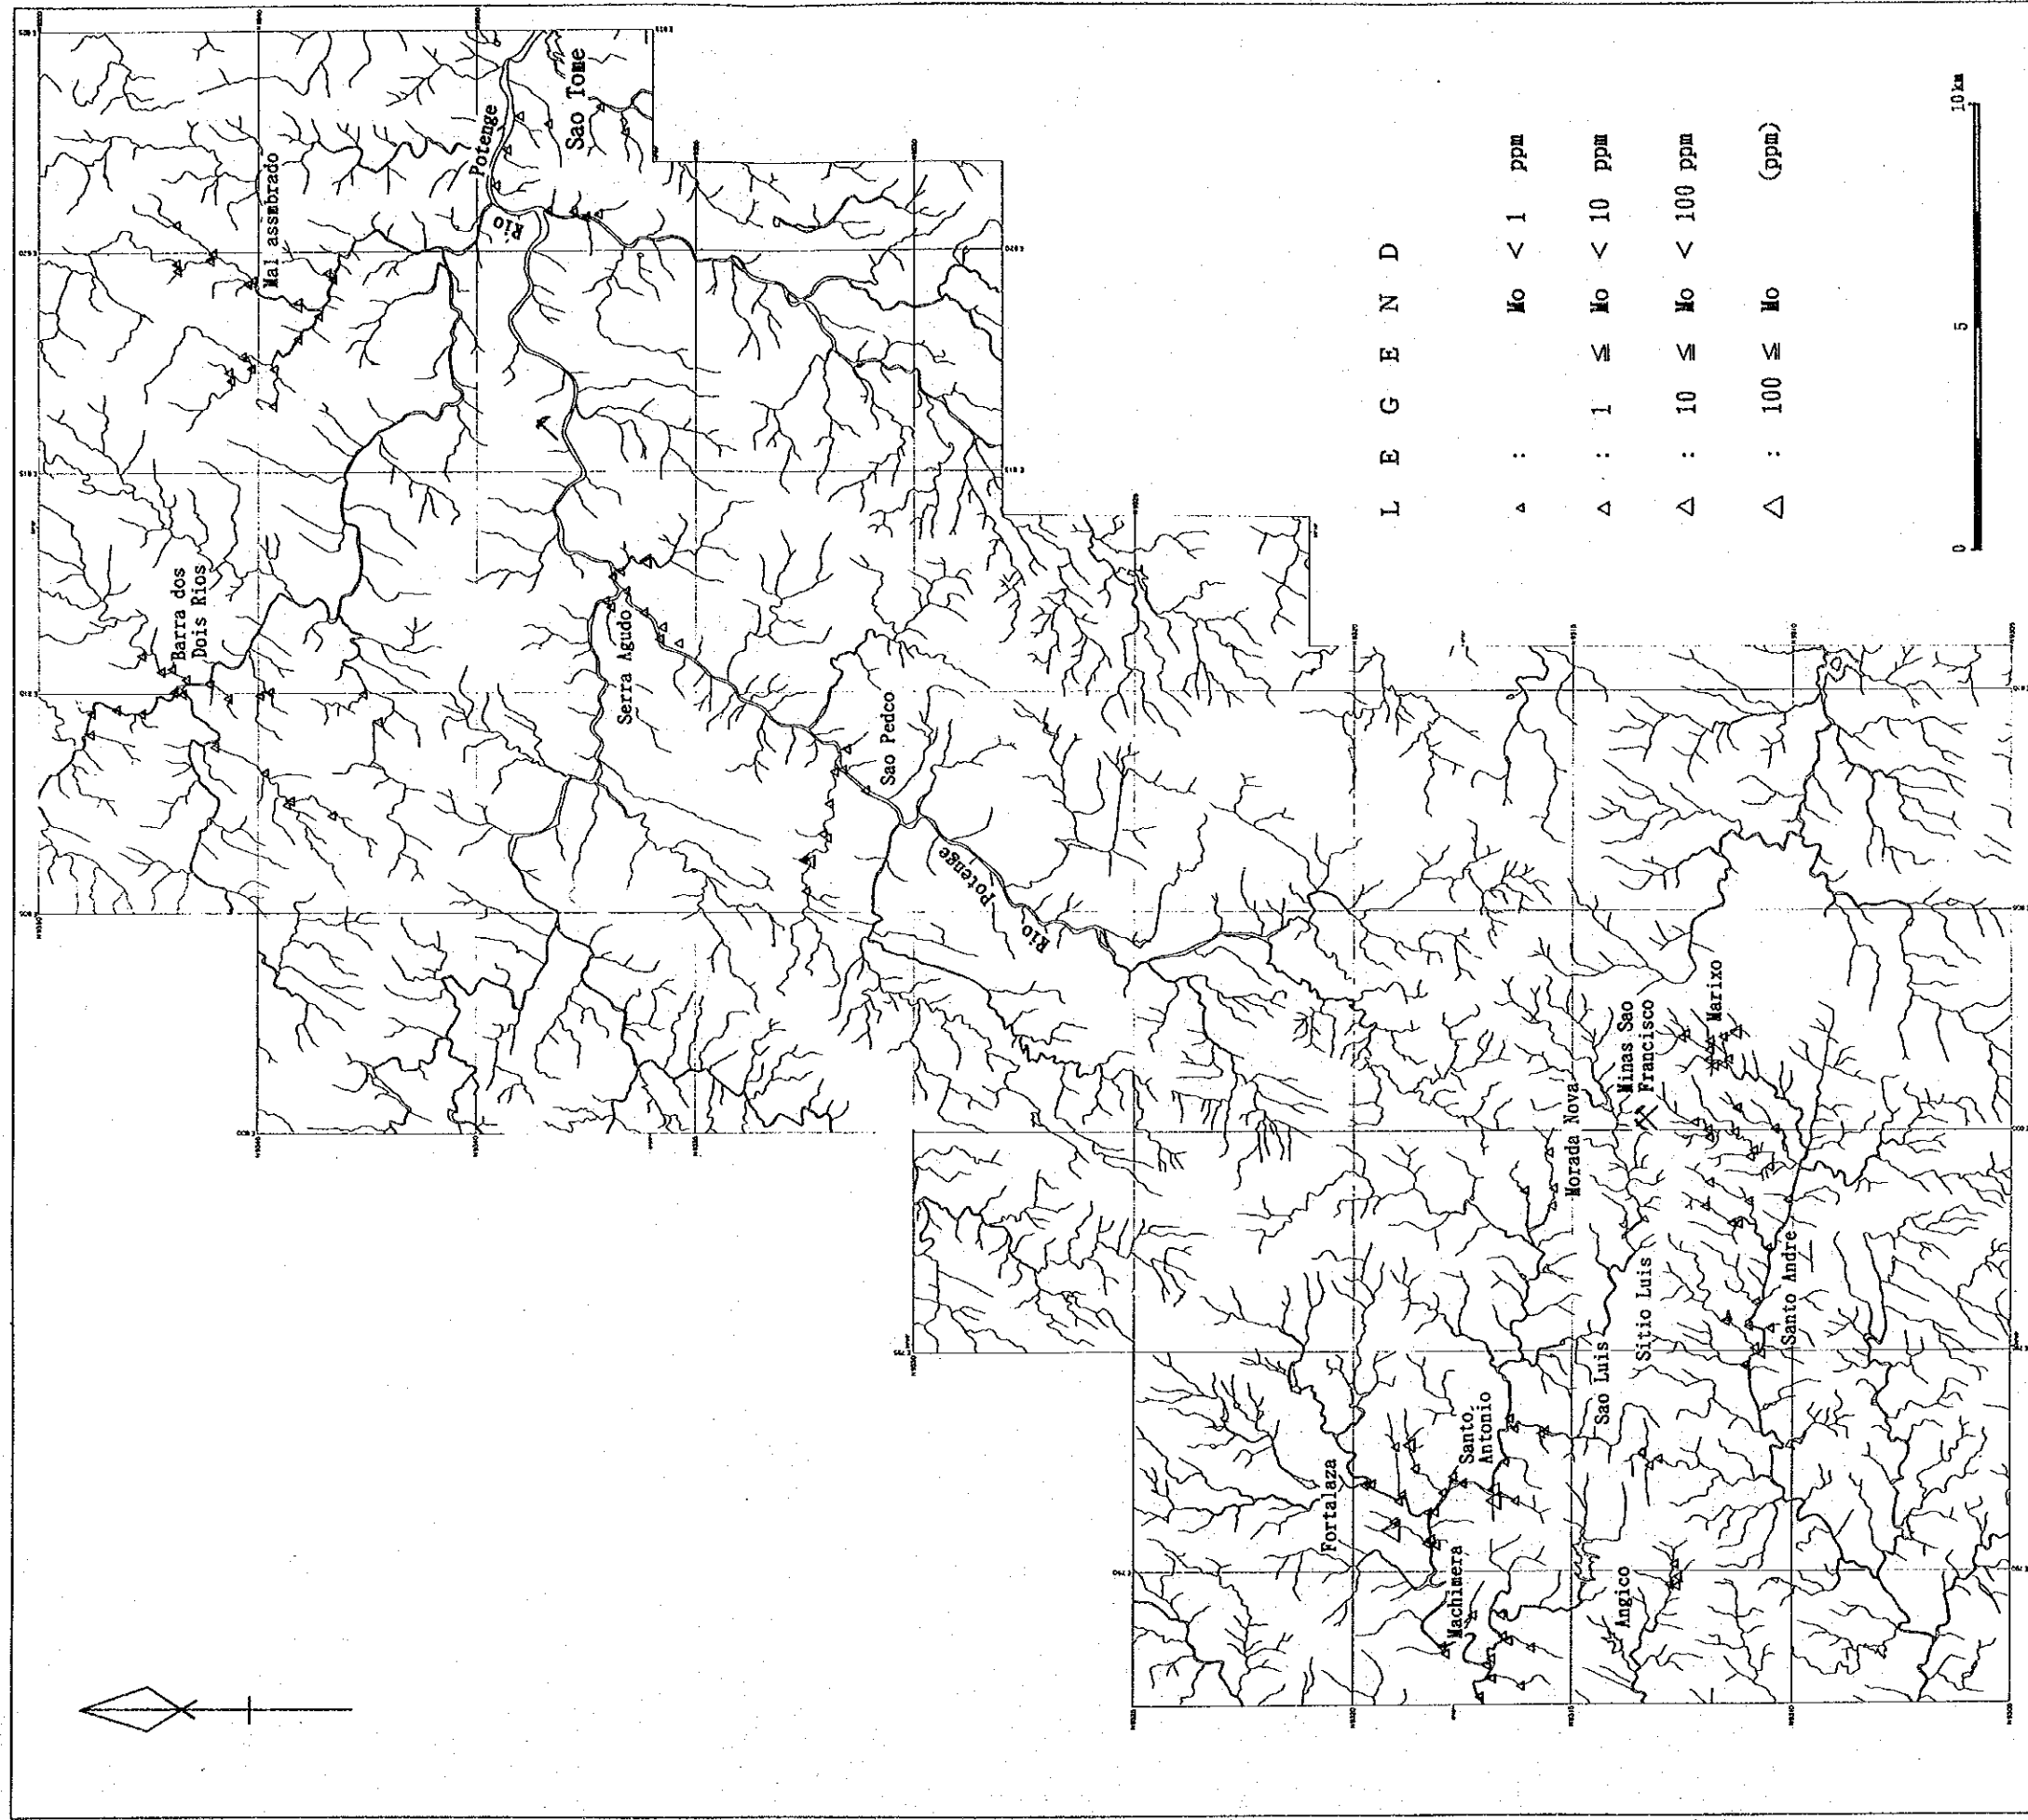 Barra dos
Dois Rios
Mal assmbrado
Rio
Potenge
Sao Tome
Serra Agudo
Sao Pedco
Rio Potenge
Fortalaza
Machimera
Santo
Antonio
Angico
Sao Luis
Sitio Luis
Santo Andre
Morada Nova
Minas Sao
Francisco
Marixo
LEGEND
△ : Mo < 1 ppm
△ : 1 ≦ Mo < 10 ppm
△ : 10 ≦ Mo < 100 ppm
△ : 100 ≦ Mo (ppm)
0 5 10km